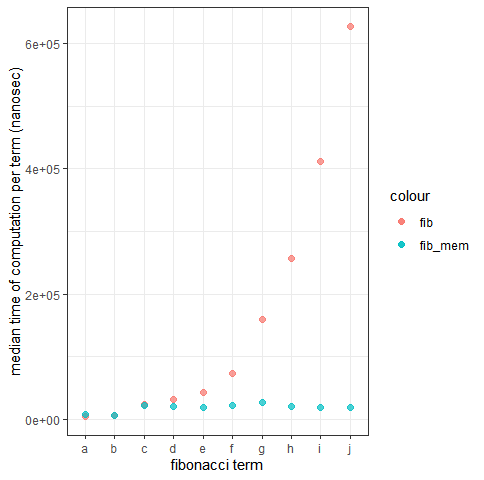 median time of computation per term (nanosec)
6e+05
4e+05
2e+05
0e+00
a b c d e f g h i j
fibonacci term
colour
fib
fib_mem